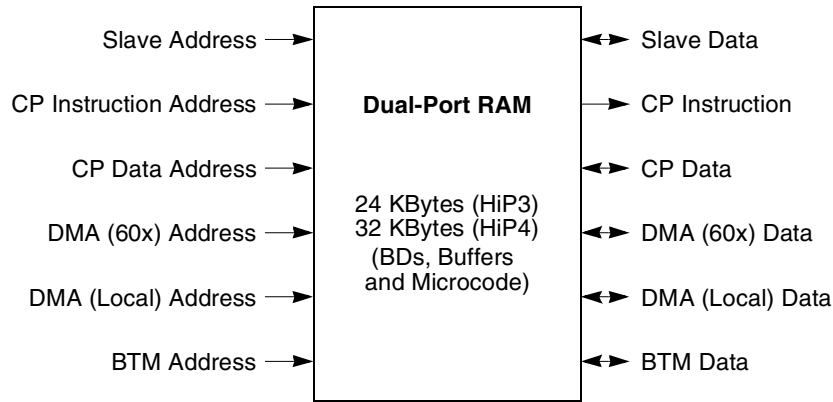 Slave Address
Slave Data
CP Instruction Address
Dual-Port RAM
CP Instruction
CP Data Address
CP Data
24 KBytes (HiP3)
32 KBytes (HiP4)
(BDs, Buffers
and Microcode)
DMA (60x) Address
DMA (60x) Data
DMA (Local) Address
DMA (Local) Data
BTM Address
BTM Data